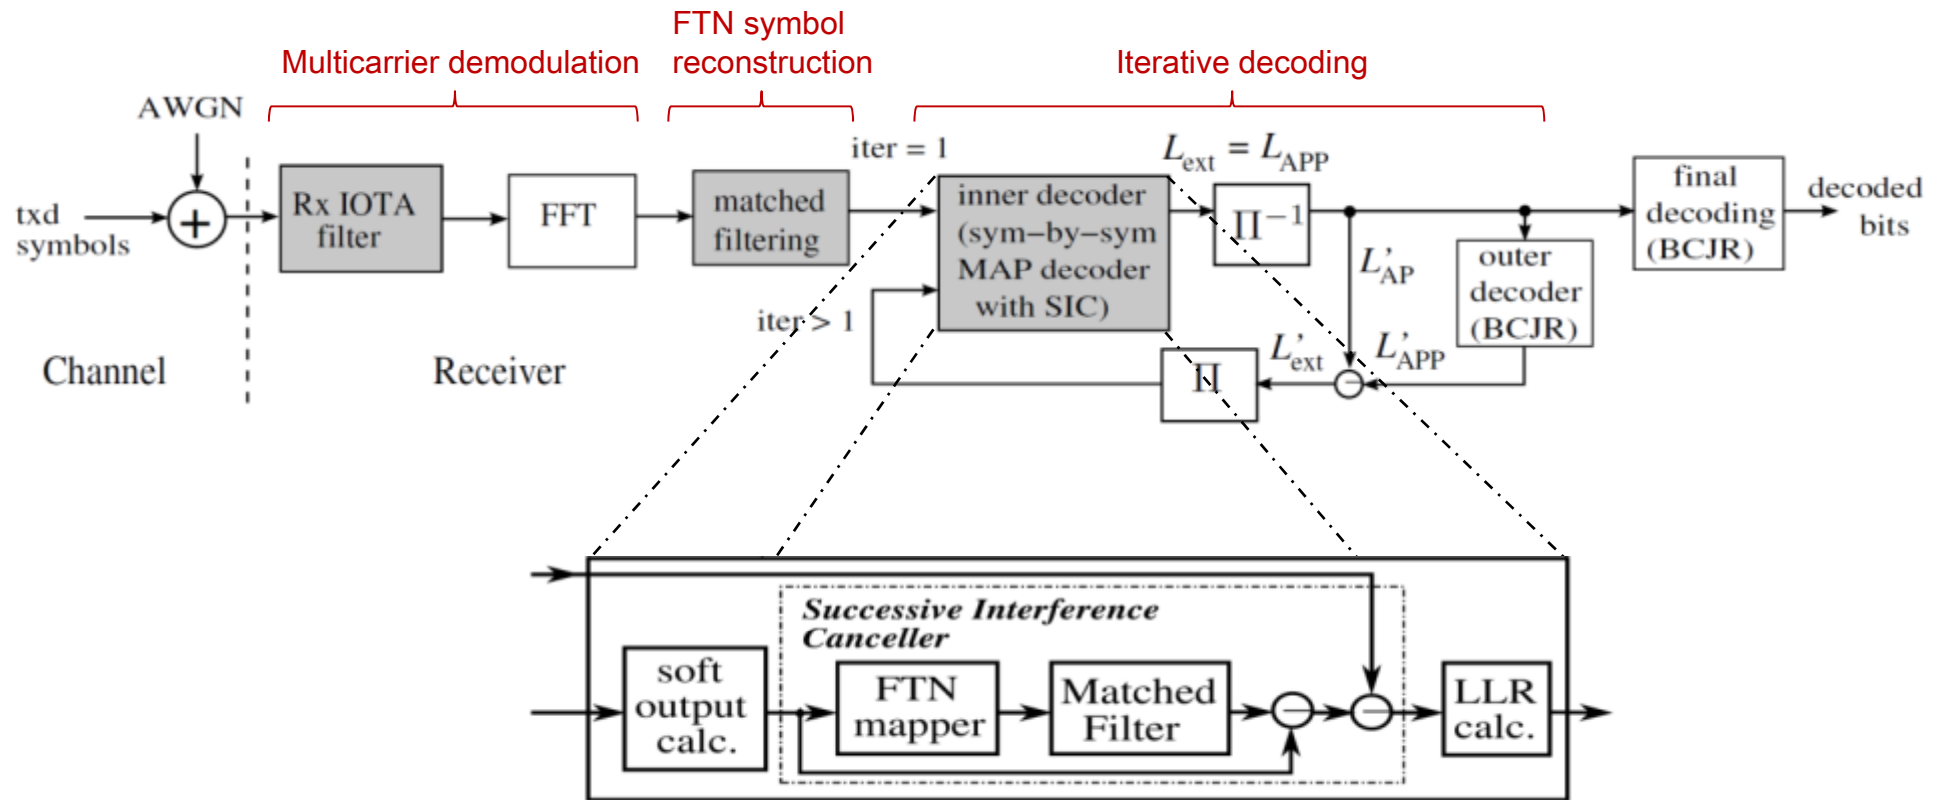 FTN symbol
reconstruction
Multicarrier demodulation
Iterative decoding
AWGN
iter = 1
L_ext = L_APP
txd
symbols
+
Rx IOTA
filter
FFT
matched
filtering
inner decoder
(sym−by−sym
MAP decoder
with SIC)
Π⁻¹
final
decoding
(BCJR)
decoded
bits
L'_AP
outer
decoder
(BCJR)
iter > 1
Channel
Receiver
Π
L'_ext
−
L'_APP
Successive Interference
Canceller
soft
output
calc.
FTN
mapper
Matched
Filter
−
−
LLR
calc.